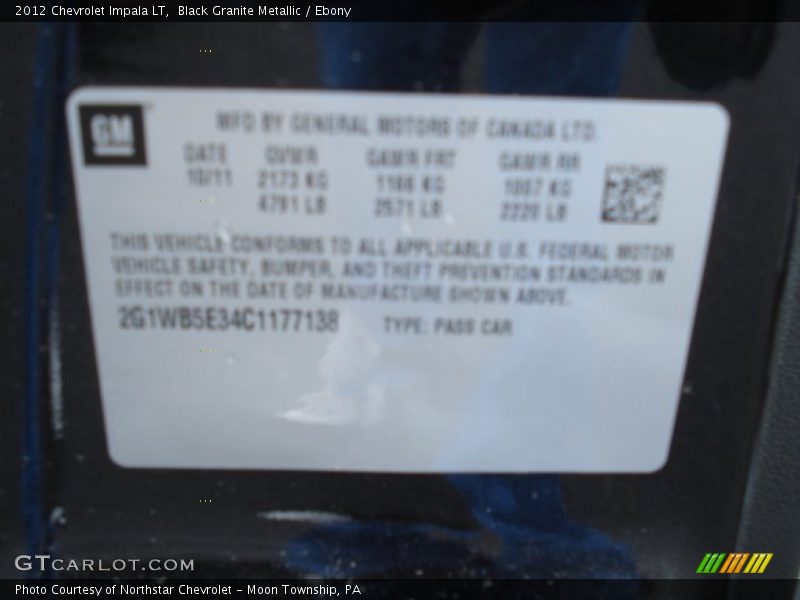 2012 Chevrolet Impala LT,  Black Granite Metallic / Ebony
GM
MFD BY GENERAL MOTORS OF CANADA LTD.
DATE GVWR GAWR FRT GAWR RR
10/11 2173 KG 1166 KG 1007 KG
4791 LB 2571 LB 2220 LB
THIS VEHICLE CONFORMS TO ALL APPLICABLE U.S. FEDERAL MOTOR
VEHICLE SAFETY, BUMPER, AND THEFT PREVENTION STANDARDS IN
EFFECT ON THE DATE OF MANUFACTURE SHOWN ABOVE.
2G1WB5E34C1177138 TYPE: PASS CAR
GTCARLOT.COM
Photo Courtesy of Northstar Chevrolet – Moon Township, PA